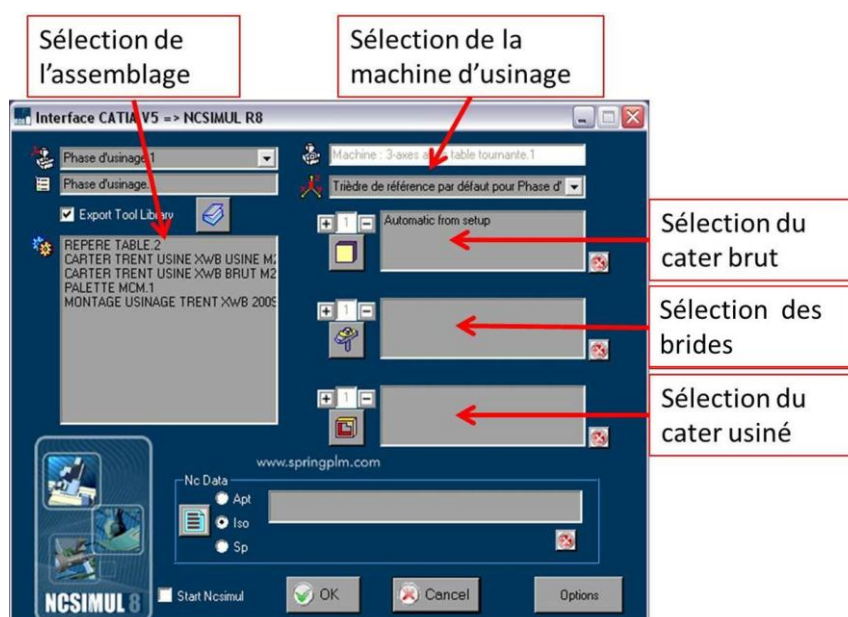 Sélection de
l'assemblage
Sélection de la
machine d'usinage
Interface CATIA V5 => NCSIMUL R8
Phase d'usinage.1
Machine : 3-axes table tournante.1
Phase d'usinage.
Trièdre de référence par défaut pour Phase d'
Export Tool Library
1
Automatic from setup
Sélection du
cater brut
REPERE TABLE.2
CARTER TRENT USINE XWB USINE M2
CARTER TRENT USINE XWB BRUT M2
PALETTE MCM.1
MONTAGE USINAGE TRENT XWB 2009
1
Sélection des
brides
1
Sélection du
cater usiné
www.springplm.com
Nc Data
Apt
Iso
Sp
NCSIMUL 8
Start Ncsimul
OK
Cancel
Options